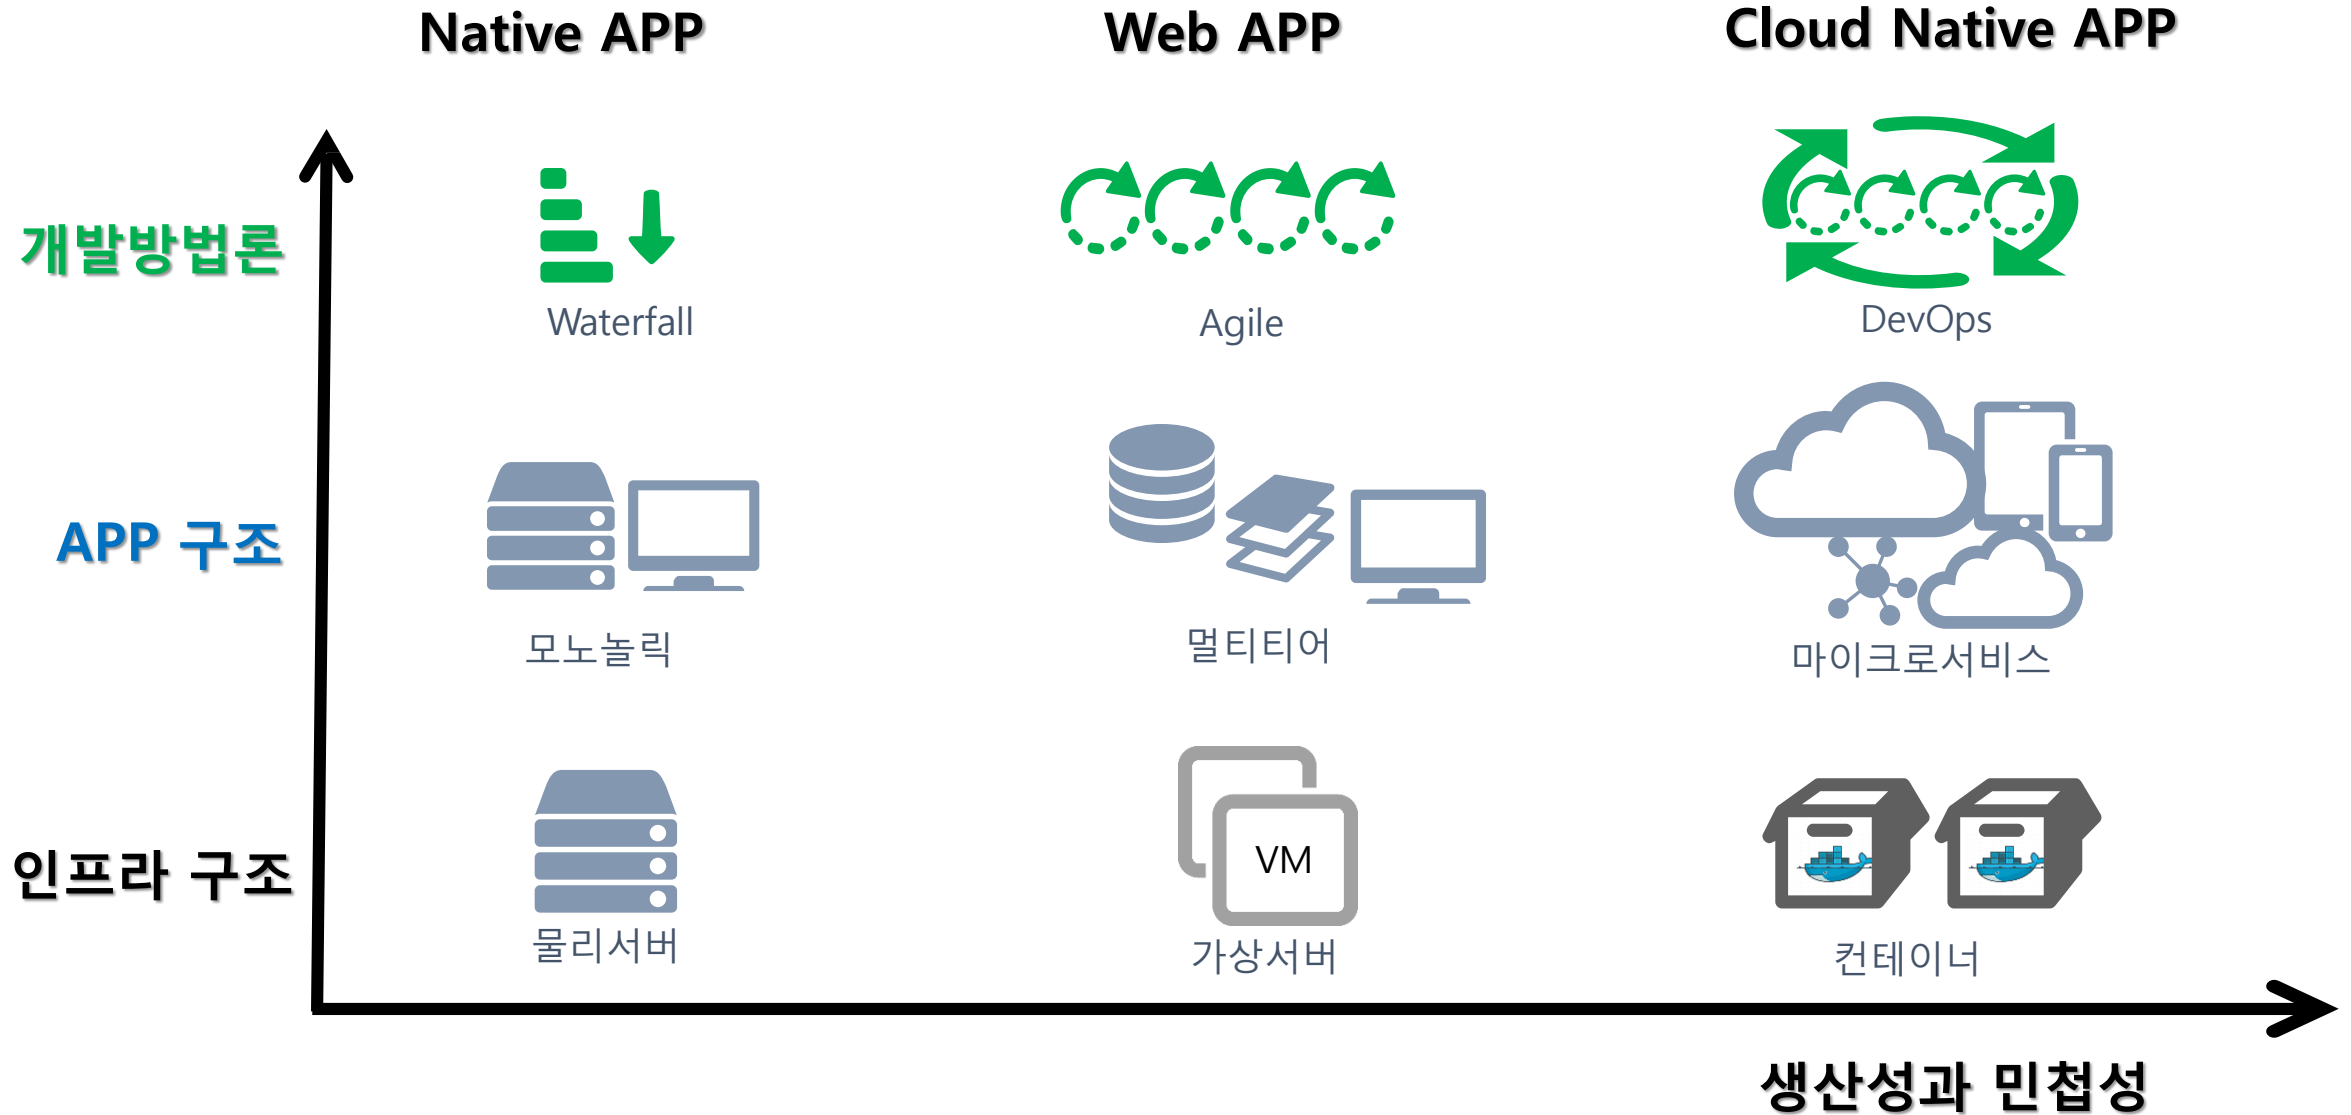 Native APP
Web APP
Cloud Native APP
개발방법론
Waterfall
Agile
DevOps
APP 구조
모노놀릭
멀티티어
마이크로서비스
인프라 구조
VM
물리서버
가상서버
컨테이너
생산성과 민첩성